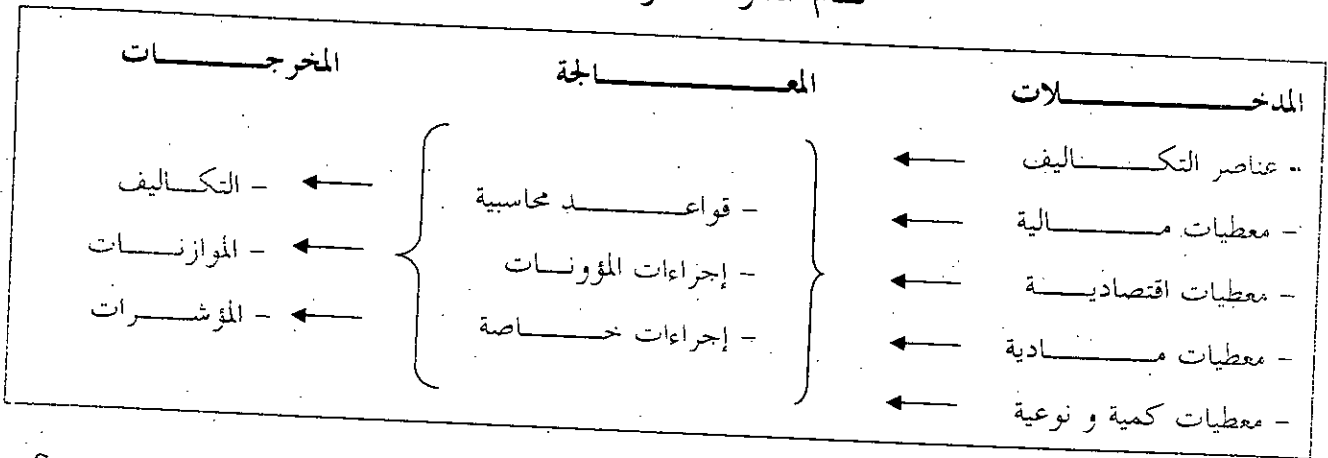 المدخلات
المعالجة
المخرجات
- عناصر التكاليف
- معطيات مالية
- معطيات اقتصادية
- معطيات مادية
- معطيات كمية و نوعية
- قواعد محاسبية
- إجراءات المؤونات
- إجراءات خاصة
- التكاليف
- الموازنات
- المؤشرات